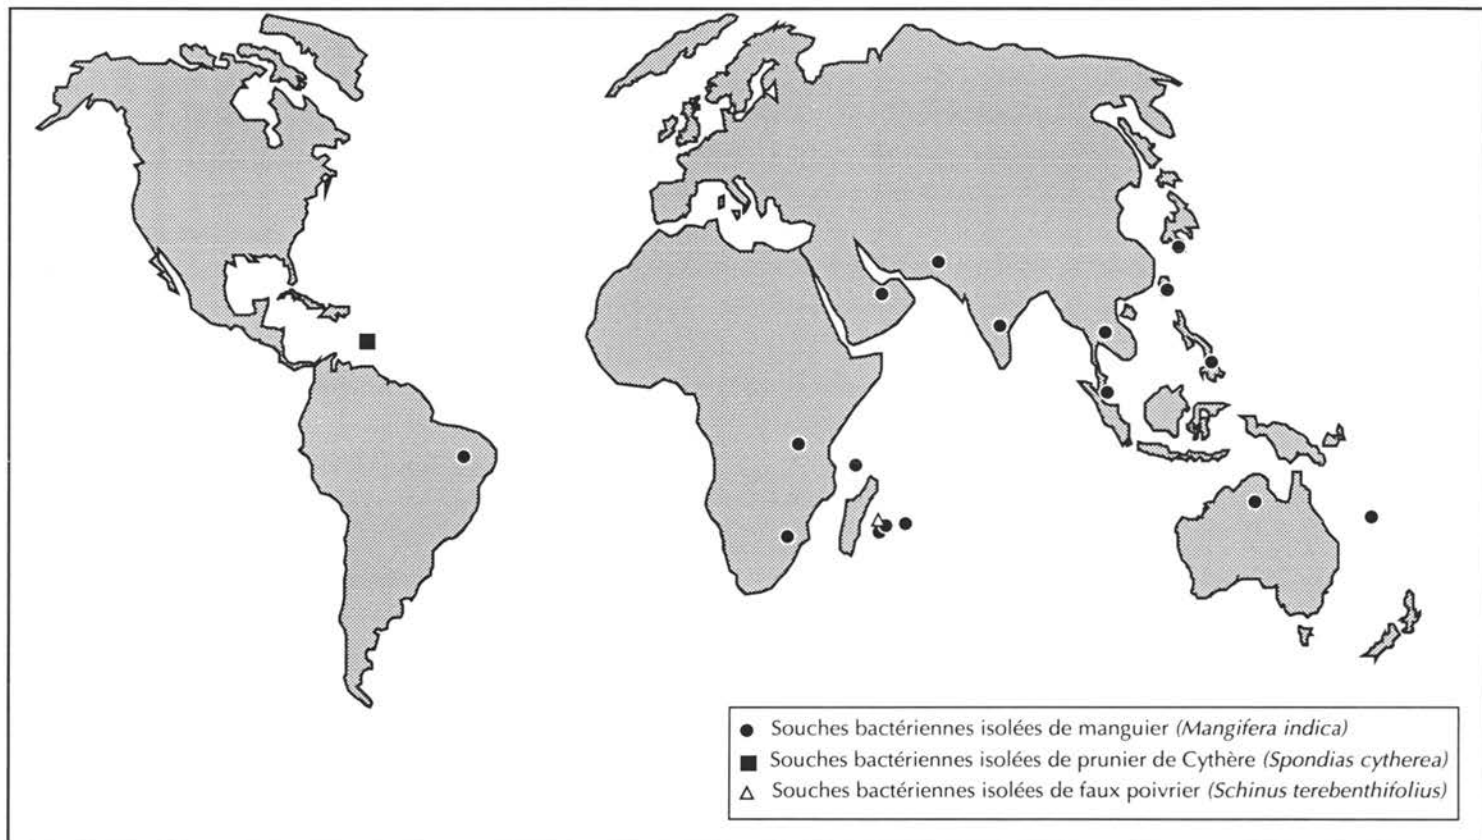 ● Souches bactériennes isolées de manguier (Mangifera indica)
■ Souches bactériennes isolées de prunier de Cythère (Spondias cytherea)
△ Souches bactériennes isolées de faux poivrier (Schinus terebenthifolius)